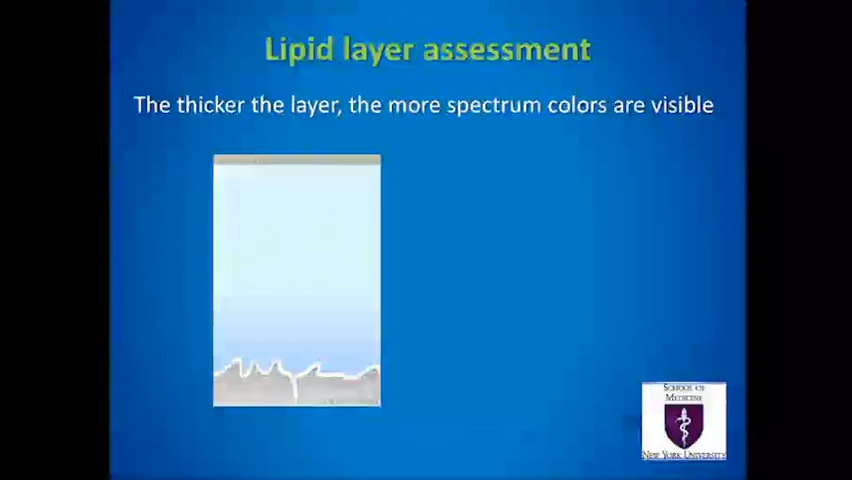 Lipid layer assessment
The thicker the layer, the more spectrum colors are visible
SCHOOL OF
MEDICINE
NEW YORK UNIVERSITY